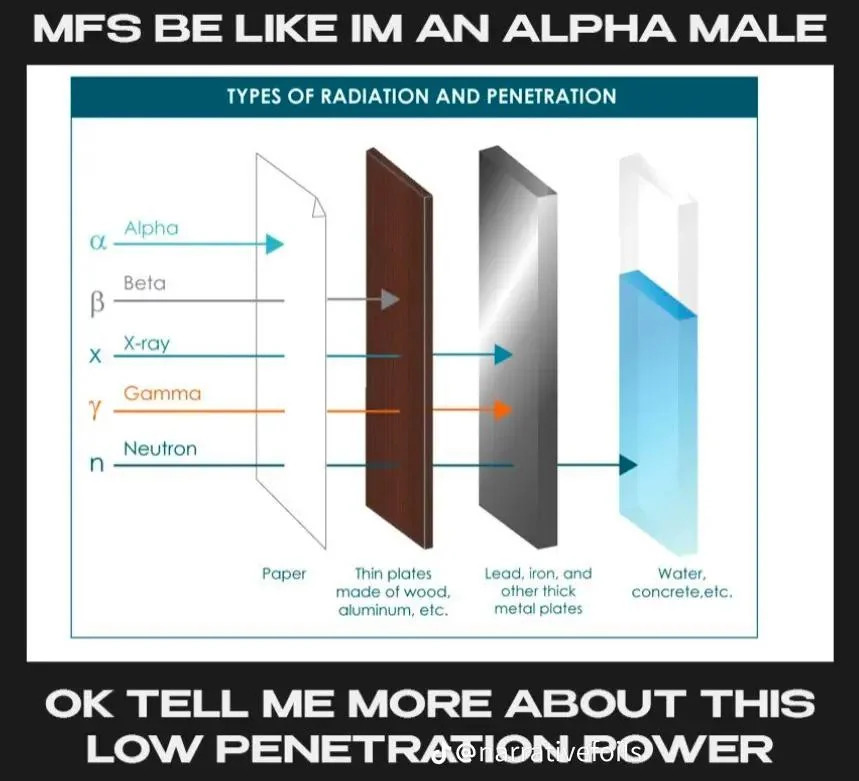 MFS BE LIKE IM AN ALPHA MALE
TYPES OF RADIATION AND PENETRATION
α Alpha
β Beta
x X-ray
γ Gamma
n Neutron
Paper
Thin plates
made of wood,
aluminum, etc.
Lead, iron, and
other thick
metal plates
Water,
concrete,etc.
OK TELL ME MORE ABOUT THIS
LOW PENETRATION POWER
@narrativefoils